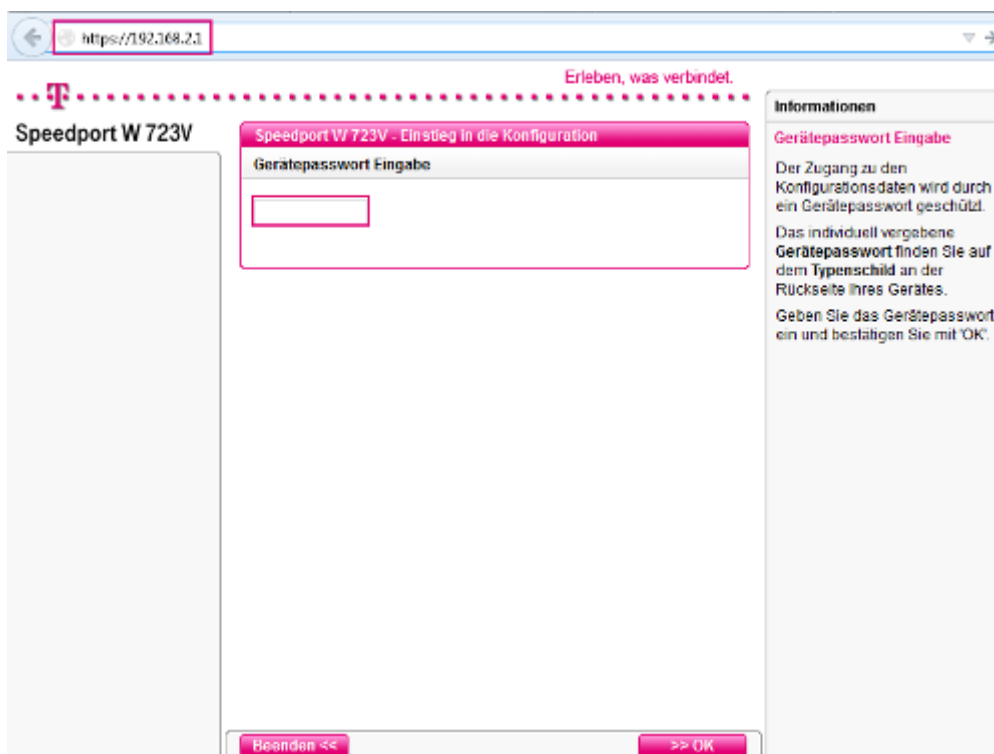 https://192.168.2.1
Erleben, was verbindet.
T
Speedport W 723V
Speedport W 723V - Einstieg in die Konfiguration
Gerätepasswort Eingabe
Beenden <<
>> OK
Informationen
Gerätepasswort Eingabe
Der Zugang zu den
Konfigurationsdaten wird durch
ein Gerätepasswort geschützt.
Das individuell vergebene
Gerätepasswort finden Sie auf
dem Typenschild an der
Rückseite Ihres Gerätes.
Geben Sie das Gerätepasswort
ein und bestätigen Sie mit 'OK'.